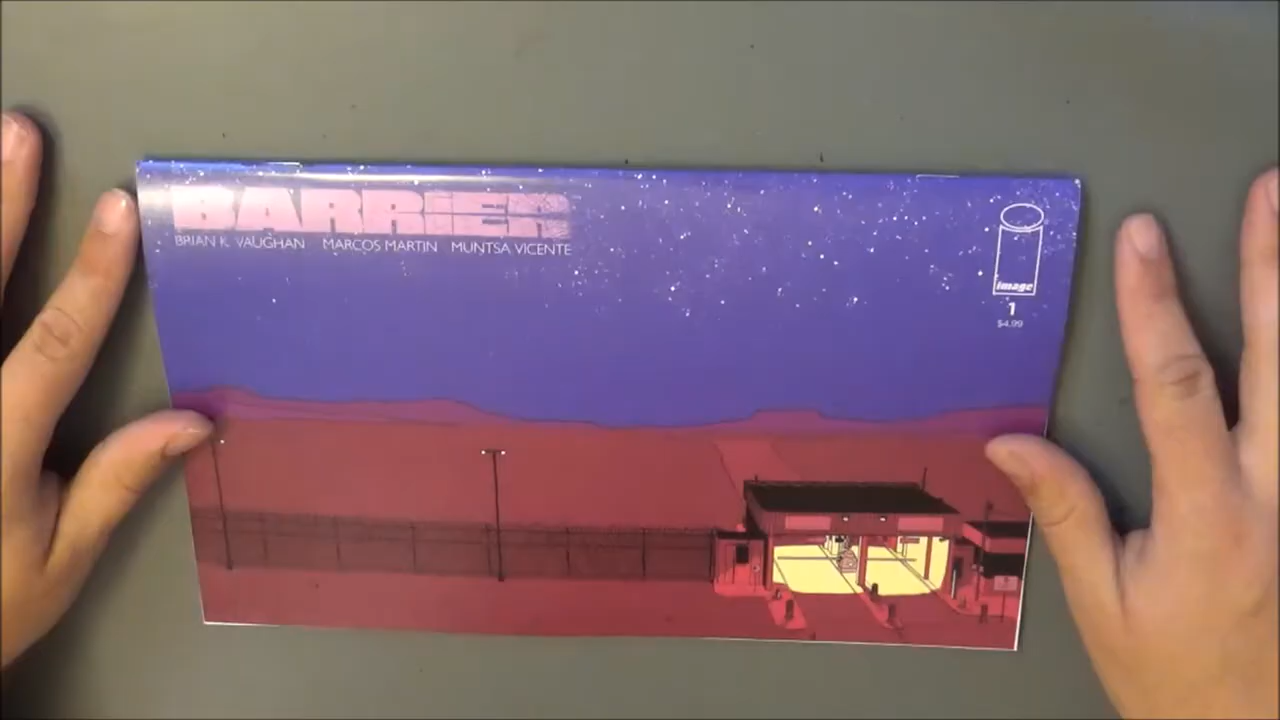 BARRIER
BRIAN K. VAUGHAN MARCOS MARTIN MUNTSA VICENTE
image
1
$4.99